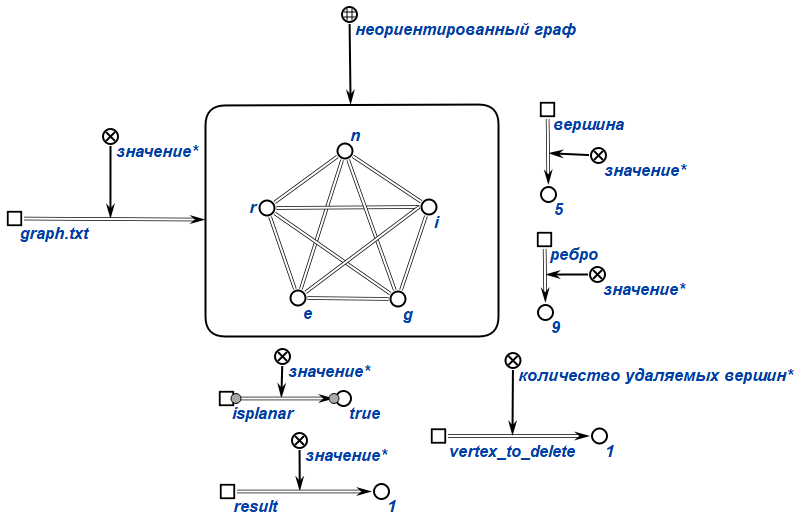 неориентированный граф
значение*
graph.txt
n
r
i
e
g
вершина
значение*
5
ребро
значение*
9
значение*
isplanar
true
количество удаляемых вершин*
vertex_to_delete
1
значение*
result
1